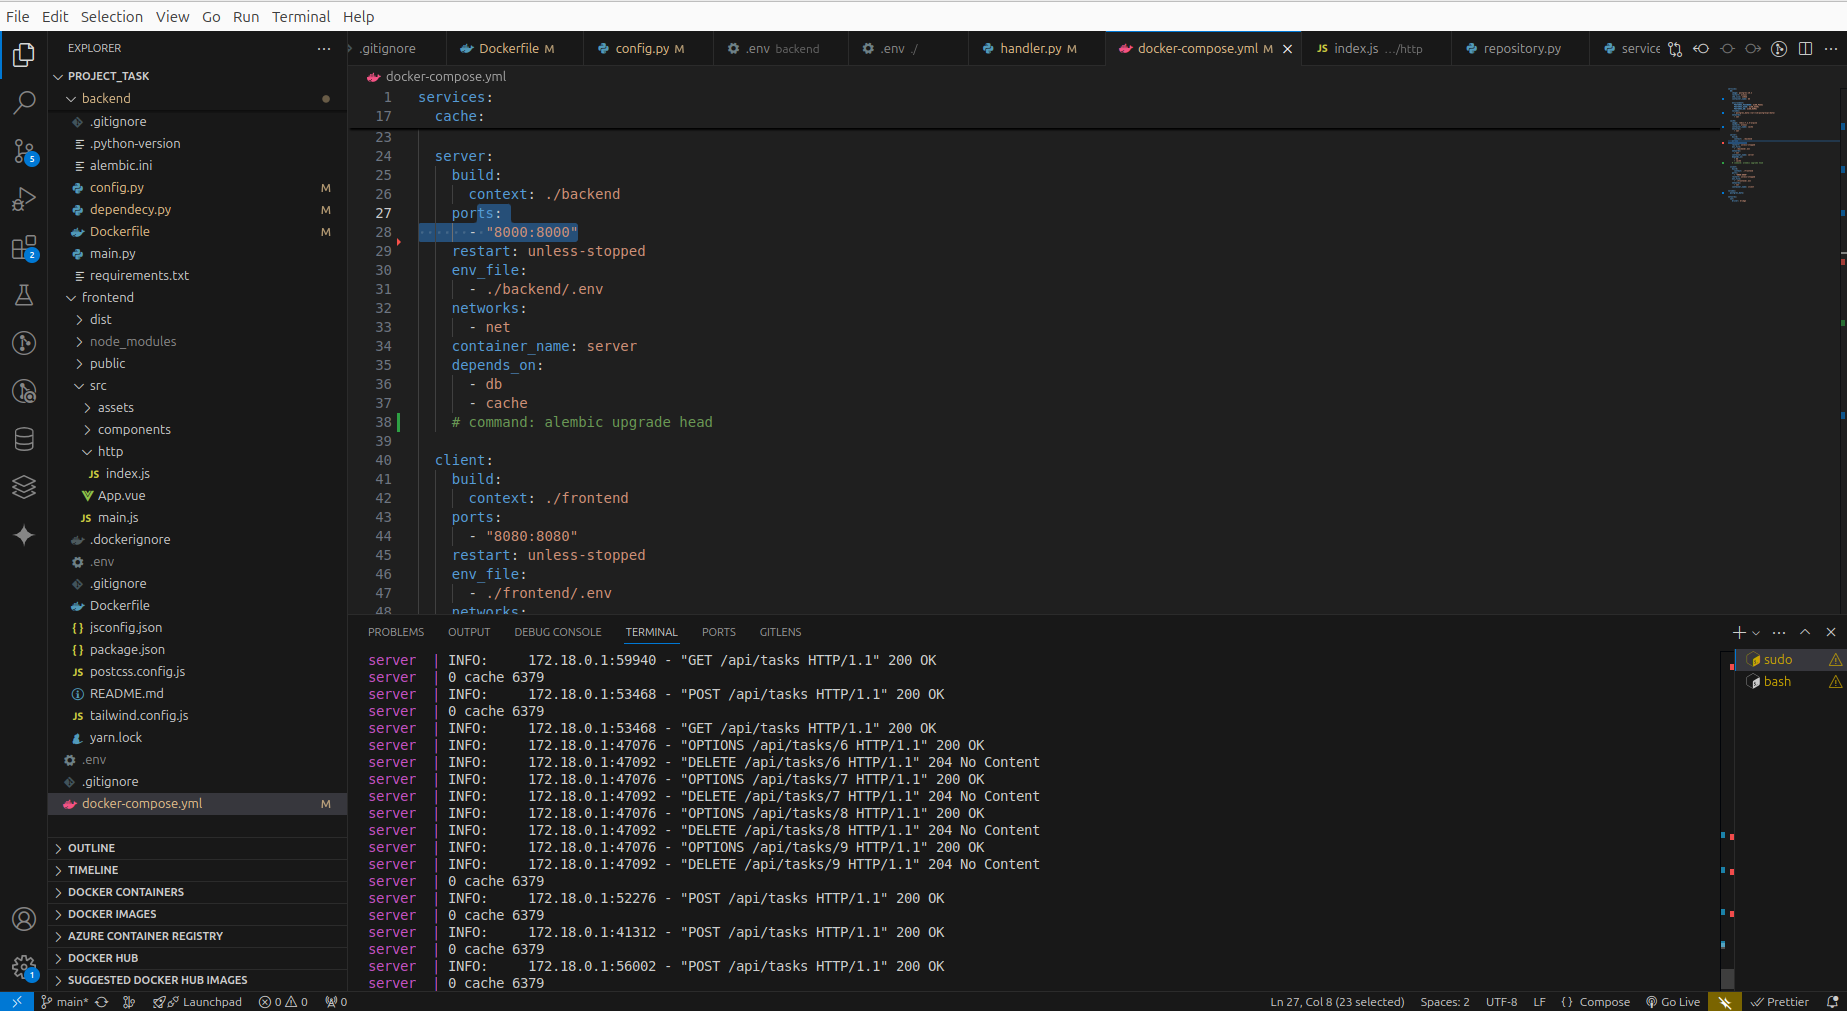 File Edit Selection View Go Run Terminal Help
EXPLORER
PROJECT_TASK
backend
.gitignore
.python-version
alembic.ini
config.py M
dependecy.py M
Dockerfile M
main.py
requirements.txt
frontend
dist
node_modules
public
src
assets
components
http
JS index.js
App.vue
JS main.js
.dockerignore
.env
.gitignore
Dockerfile
{} jsconfig.json
{} package.json
JS postcss.config.js
README.md
JS tailwind.config.js
yarn.lock
.env
.gitignore
docker-compose.yml M
OUTLINE
TIMELINE
DOCKER CONTAINERS
DOCKER IMAGES
AZURE CONTAINER REGISTRY
DOCKER HUB
SUGGESTED DOCKER HUB IMAGES
5
2
1
.gitignore Dockerfile M config.py M .env backend .env ./ handler.py M docker-compose.yml M JS index.js .../http repository.py service
docker-compose.yml
1 services:
17 cache:
23
24 server:
25 build:
26 context: ./backend
27 ports:
28 - "8000:8000"
29 restart: unless-stopped
30 env_file:
31 - ./backend/.env
32 networks:
33 - net
34 container_name: server
35 depends_on:
36 - db
37 - cache
38 # command: alembic upgrade head
39
40 client:
41 build:
42 context: ./frontend
43 ports:
44 - "8080:8080"
45 restart: unless-stopped
46 env_file:
47 - ./frontend/.env
48 networks:
PROBLEMS OUTPUT DEBUG CONSOLE TERMINAL PORTS GITLENS
server | INFO: 172.18.0.1:59940 - "GET /api/tasks HTTP/1.1" 200 OK
server | 0 cache 6379
server | INFO: 172.18.0.1:53468 - "POST /api/tasks HTTP/1.1" 200 OK
server | 0 cache 6379
server | INFO: 172.18.0.1:53468 - "GET /api/tasks HTTP/1.1" 200 OK
server | INFO: 172.18.0.1:47076 - "OPTIONS /api/tasks/6 HTTP/1.1" 200 OK
server | INFO: 172.18.0.1:47092 - "DELETE /api/tasks/6 HTTP/1.1" 204 No Content
server | INFO: 172.18.0.1:47076 - "OPTIONS /api/tasks/7 HTTP/1.1" 200 OK
server | INFO: 172.18.0.1:47092 - "DELETE /api/tasks/7 HTTP/1.1" 204 No Content
server | INFO: 172.18.0.1:47076 - "OPTIONS /api/tasks/8 HTTP/1.1" 200 OK
server | INFO: 172.18.0.1:47092 - "DELETE /api/tasks/8 HTTP/1.1" 204 No Content
server | INFO: 172.18.0.1:47076 - "OPTIONS /api/tasks/9 HTTP/1.1" 200 OK
server | INFO: 172.18.0.1:47092 - "DELETE /api/tasks/9 HTTP/1.1" 204 No Content
server | 0 cache 6379
server | INFO: 172.18.0.1:52276 - "POST /api/tasks HTTP/1.1" 200 OK
server | 0 cache 6379
server | INFO: 172.18.0.1:41312 - "POST /api/tasks HTTP/1.1" 200 OK
server | 0 cache 6379
server | INFO: 172.18.0.1:56002 - "POST /api/tasks HTTP/1.1" 200 OK
server | 0 cache 6379
sudo
bash
main* Launchpad 0 0 0 Ln 27, Col 8 (23 selected) Spaces: 2 UTF-8 LF {} Compose Go Live Prettier